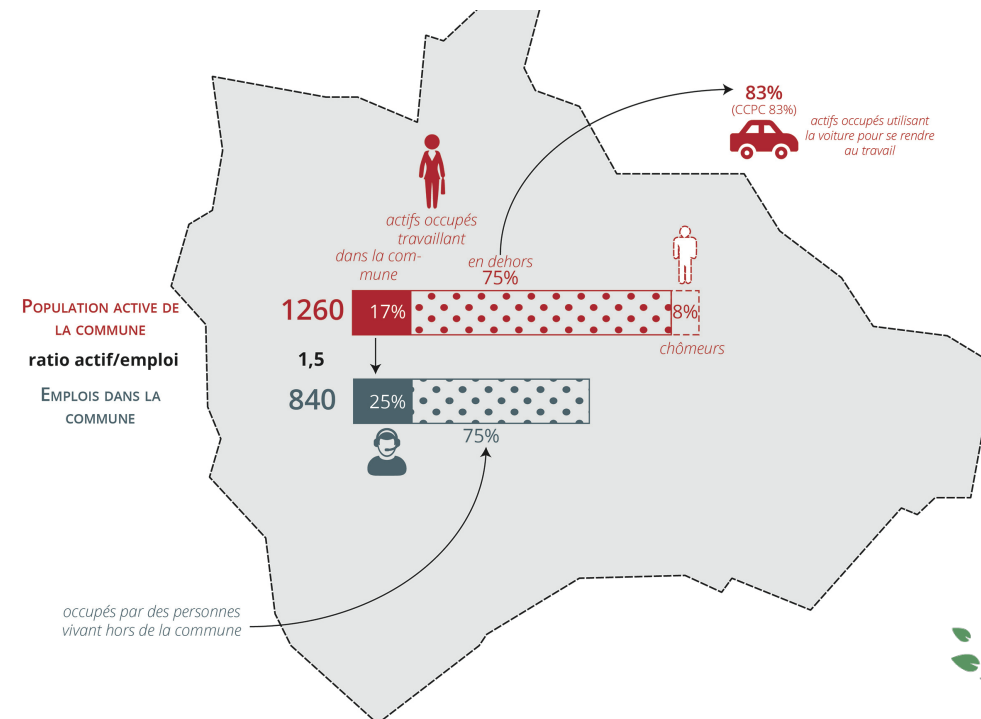 83%
(CCPC 83%)
actifs occupés utilisant
la voiture pour se rendre
au travail
actifs occupés
travaillant
dans la com-
mune
en dehors
75%
POPULATION ACTIVE DE
LA COMMUNE
1260
17%
8%
chômeurs
ratio actif/emploi
1,5
EMPLOIS DANS LA
COMMUNE
840
25%
75%
occupés par des personnes
vivant hors de la commune